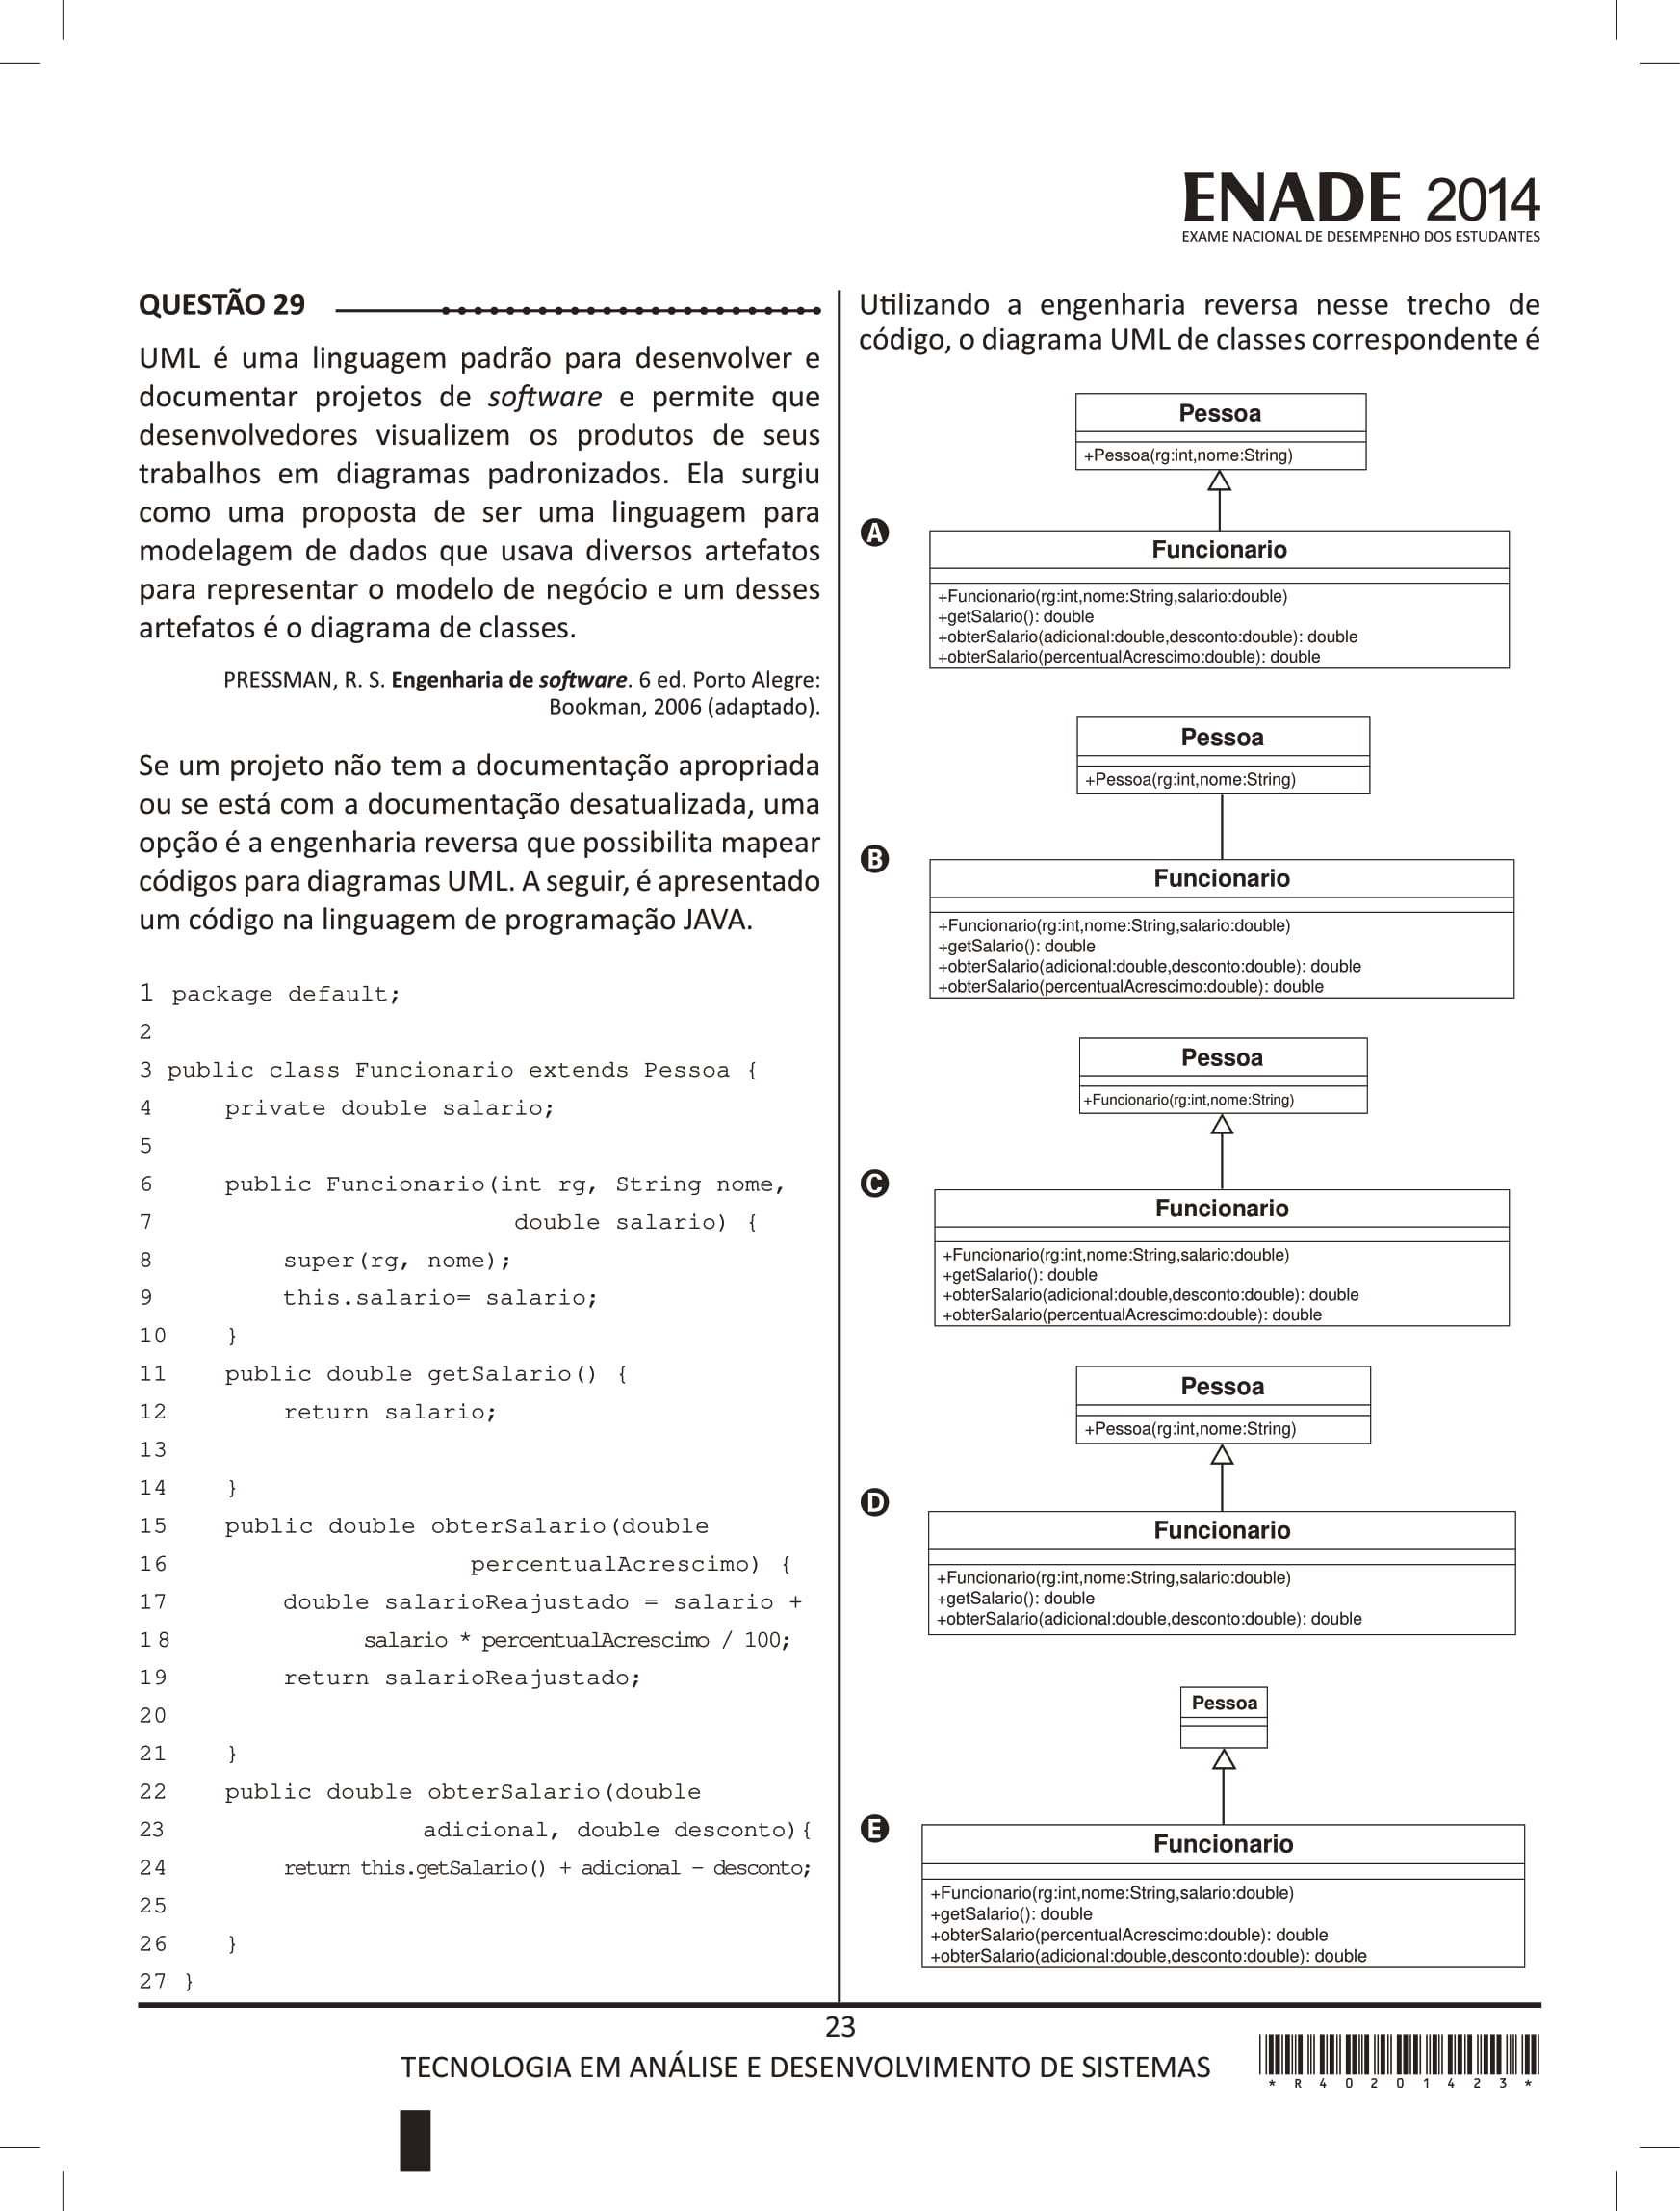 ENADE 2014
EXAME NACIONAL DE DESEMPENHO DOS ESTUDANTES
QUESTÃO 29
UML é uma linguagem padrão para desenvolver e
documentar projetos de software e permite que
desenvolvedores visualizem os produtos de seus
trabalhos em diagramas padronizados. Ela surgiu
como uma proposta de ser uma linguagem para
modelagem de dados que usava diversos artefatos
para representar o modelo de negócio e um desses
artefatos é o diagrama de classes.
PRESSMAN, R. S. Engenharia de software. 6 ed. Porto Alegre:
Bookman, 2006 (adaptado).
Se um projeto não tem a documentação apropriada
ou se está com a documentação desatualizada, uma
opção é a engenharia reversa que possibilita mapear
códigos para diagramas UML. A seguir, é apresentado
um código na linguagem de programação JAVA.
1 package default;
2
3 public class Funcionario extends Pessoa {
4 private double salario;
5
6 public Funcionario(int rg, String nome,
7 double salario) {
8 super(rg, nome);
9 this.salario= salario;
10 }
11 public double getSalario() {
12 return salario;
13
14 }
15 public double obterSalario(double
16 percentualAcrescimo) {
17 double salarioReajustado = salario +
18 salario * percentualAcrescimo / 100;
19 return salarioReajustado;
20
21 }
22 public double obterSalario(double
23 adicional, double desconto){
24 return this.getSalario() + adicional – desconto;
25
26 }
27 }
Utilizando a engenharia reversa nesse trecho de
código, o diagrama UML de classes correspondente é
Pessoa
+Pessoa(rg:int,nome:String)
A
Funcionario
+Funcionario(rg:int,nome:String,salario:double)
+getSalario(): double
+obterSalario(adicional:double,desconto:double): double
+obterSalario(percentualAcrescimo:double): double
Pessoa
+Pessoa(rg:int,nome:String)
B
Funcionario
+Funcionario(rg:int,nome:String,salario:double)
+getSalario(): double
+obterSalario(adicional:double,desconto:double): double
+obterSalario(percentualAcrescimo:double): double
Pessoa
+Funcionario(rg:int,nome:String)
C
Funcionario
+Funcionario(rg:int,nome:String,salario:double)
+getSalario(): double
+obterSalario(adicional:double,desconto:double): double
+obterSalario(percentualAcrescimo:double): double
Pessoa
+Pessoa(rg:int,nome:String)
D
Funcionario
+Funcionario(rg:int,nome:String,salario:double)
+getSalario(): double
+obterSalario(adicional:double,desconto:double): double
Pessoa
E
Funcionario
+Funcionario(rg:int,nome:String,salario:double)
+getSalario(): double
+obterSalario(percentualAcrescimo:double): double
+obterSalario(adicional:double,desconto:double): double
23
TECNOLOGIA EM ANÁLISE E DESENVOLVIMENTO DE SISTEMAS
* R 4 0 2 0 1 4 2 3 *